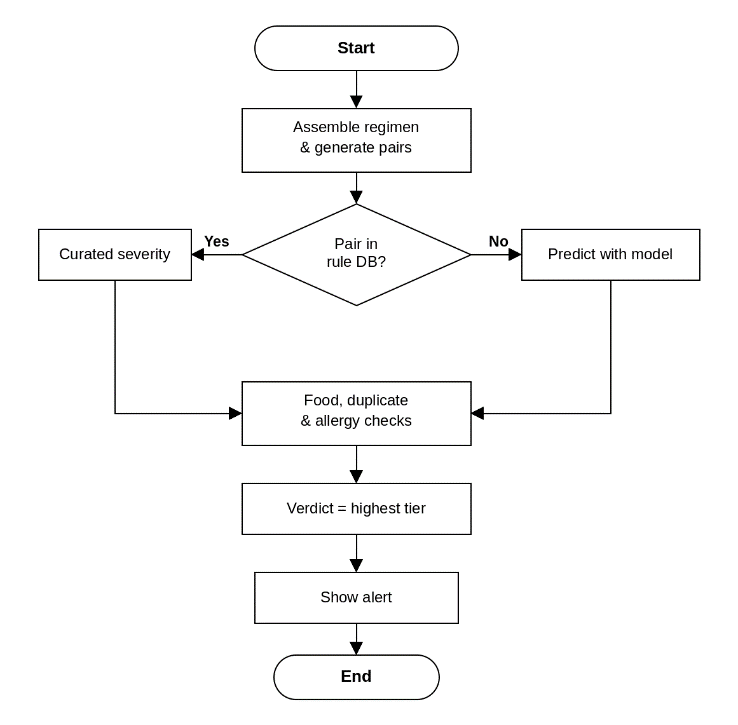 Start
Assemble regimen
& generate pairs
Pair in
rule DB?
Yes
No
Curated severity
Predict with model
Food, duplicate
& allergy checks
Verdict = highest tier
Show alert
End